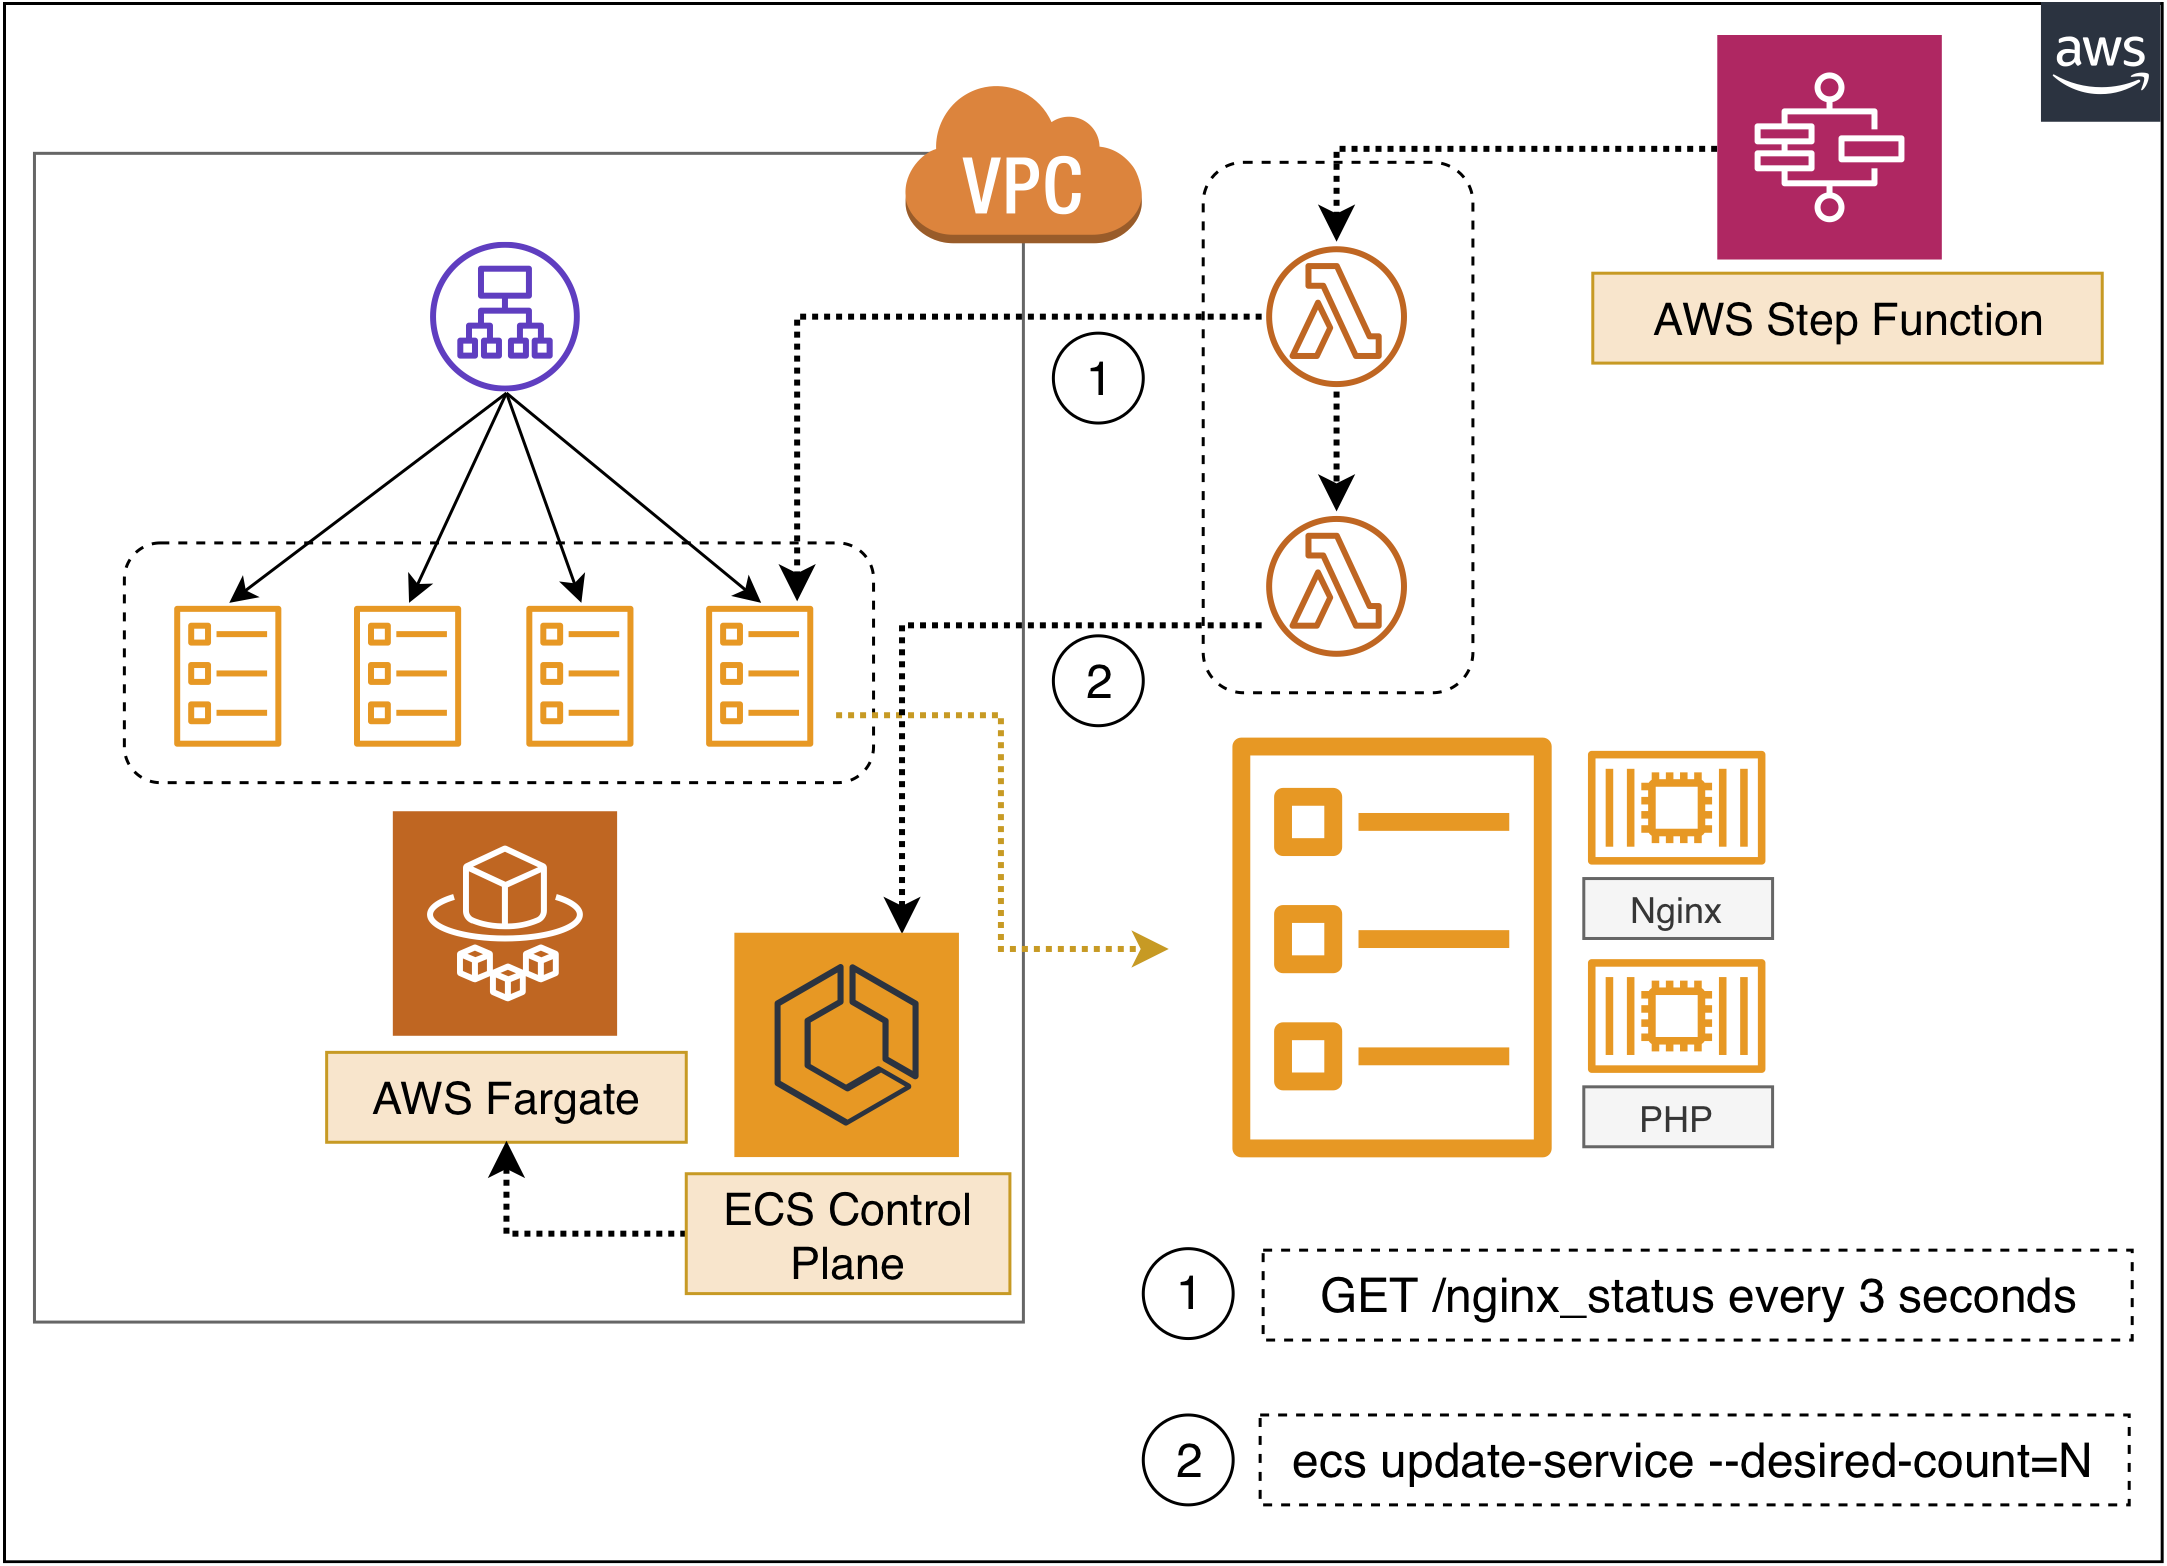 aws
VPC
AWS Step Function
1
2
Nginx
AWS Fargate
PHP
ECS Control
Plane
1
GET /nginx_status every 3 seconds
2
ecs update-service --desired-count=N